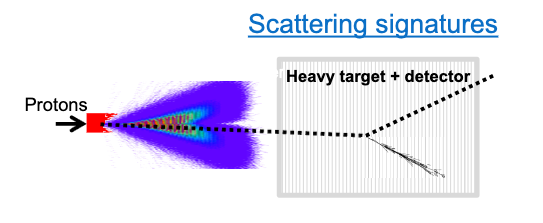 Scattering signatures
Heavy target + detector
Protons